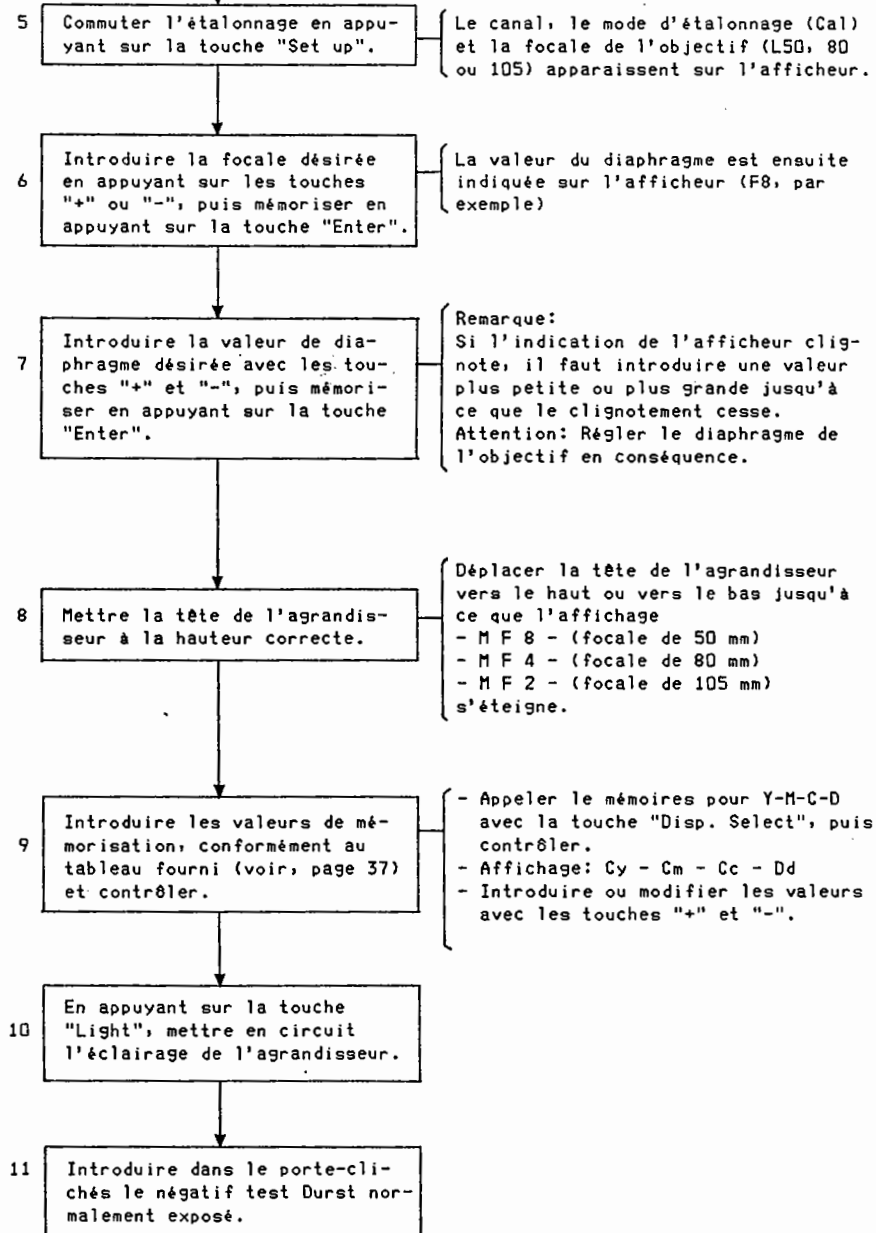 5
Commuter l'étalonnage en appu-
yant sur la touche "Set up".
Le canal, le mode d'étalonnage (Cal)
et la focale de l'objectif (L50, 80
ou 105) apparaissent sur l'afficheur.
6
Introduire la focale désirée
en appuyant sur les touches
"+" ou "-", puis mémoriser en
appuyant sur la touche "Enter".
La valeur du diaphragme est ensuite
indiquée sur l'afficheur (F8, par
exemple)
7
Introduire la valeur de dia-
phragme désirée avec les tou-
ches "+" et "-", puis mémori-
ser en appuyant sur la touche
"Enter".
Remarque:
Si l'indication de l'afficheur clig-
note, il faut introduire une valeur
plus petite ou plus grande jusqu'à
ce que le clignotement cesse.
Attention: Régler le diaphragme de
l'objectif en conséquence.
8
Mettre la tête de l'agrandis-
seur à la hauteur correcte.
Déplacer la tête de l'agrandisseur
vers le haut ou vers le bas jusqu'à
ce que l'affichage
- M F 8 - (focale de 50 mm)
- M F 4 - (focale de 80 mm)
- M F 2 - (focale de 105 mm)
s'éteigne.
9
Introduire les valeurs de mé-
morisation, conformément au
tableau fourni (voir, page 37)
et contrôler.
- Appeler le mémoires pour Y-M-C-D
avec la touche "Disp. Select", puis
contrôler.
- Affichage: Cy - Cm - Cc - Dd
- Introduire ou modifier les valeurs
avec les touches "+" et "-".
10
En appuyant sur la touche
"Light", mettre en circuit
l'éclairage de l'agrandisseur.
11
Introduire dans le porte-cli-
chés le négatif test Durst nor-
malement exposé.